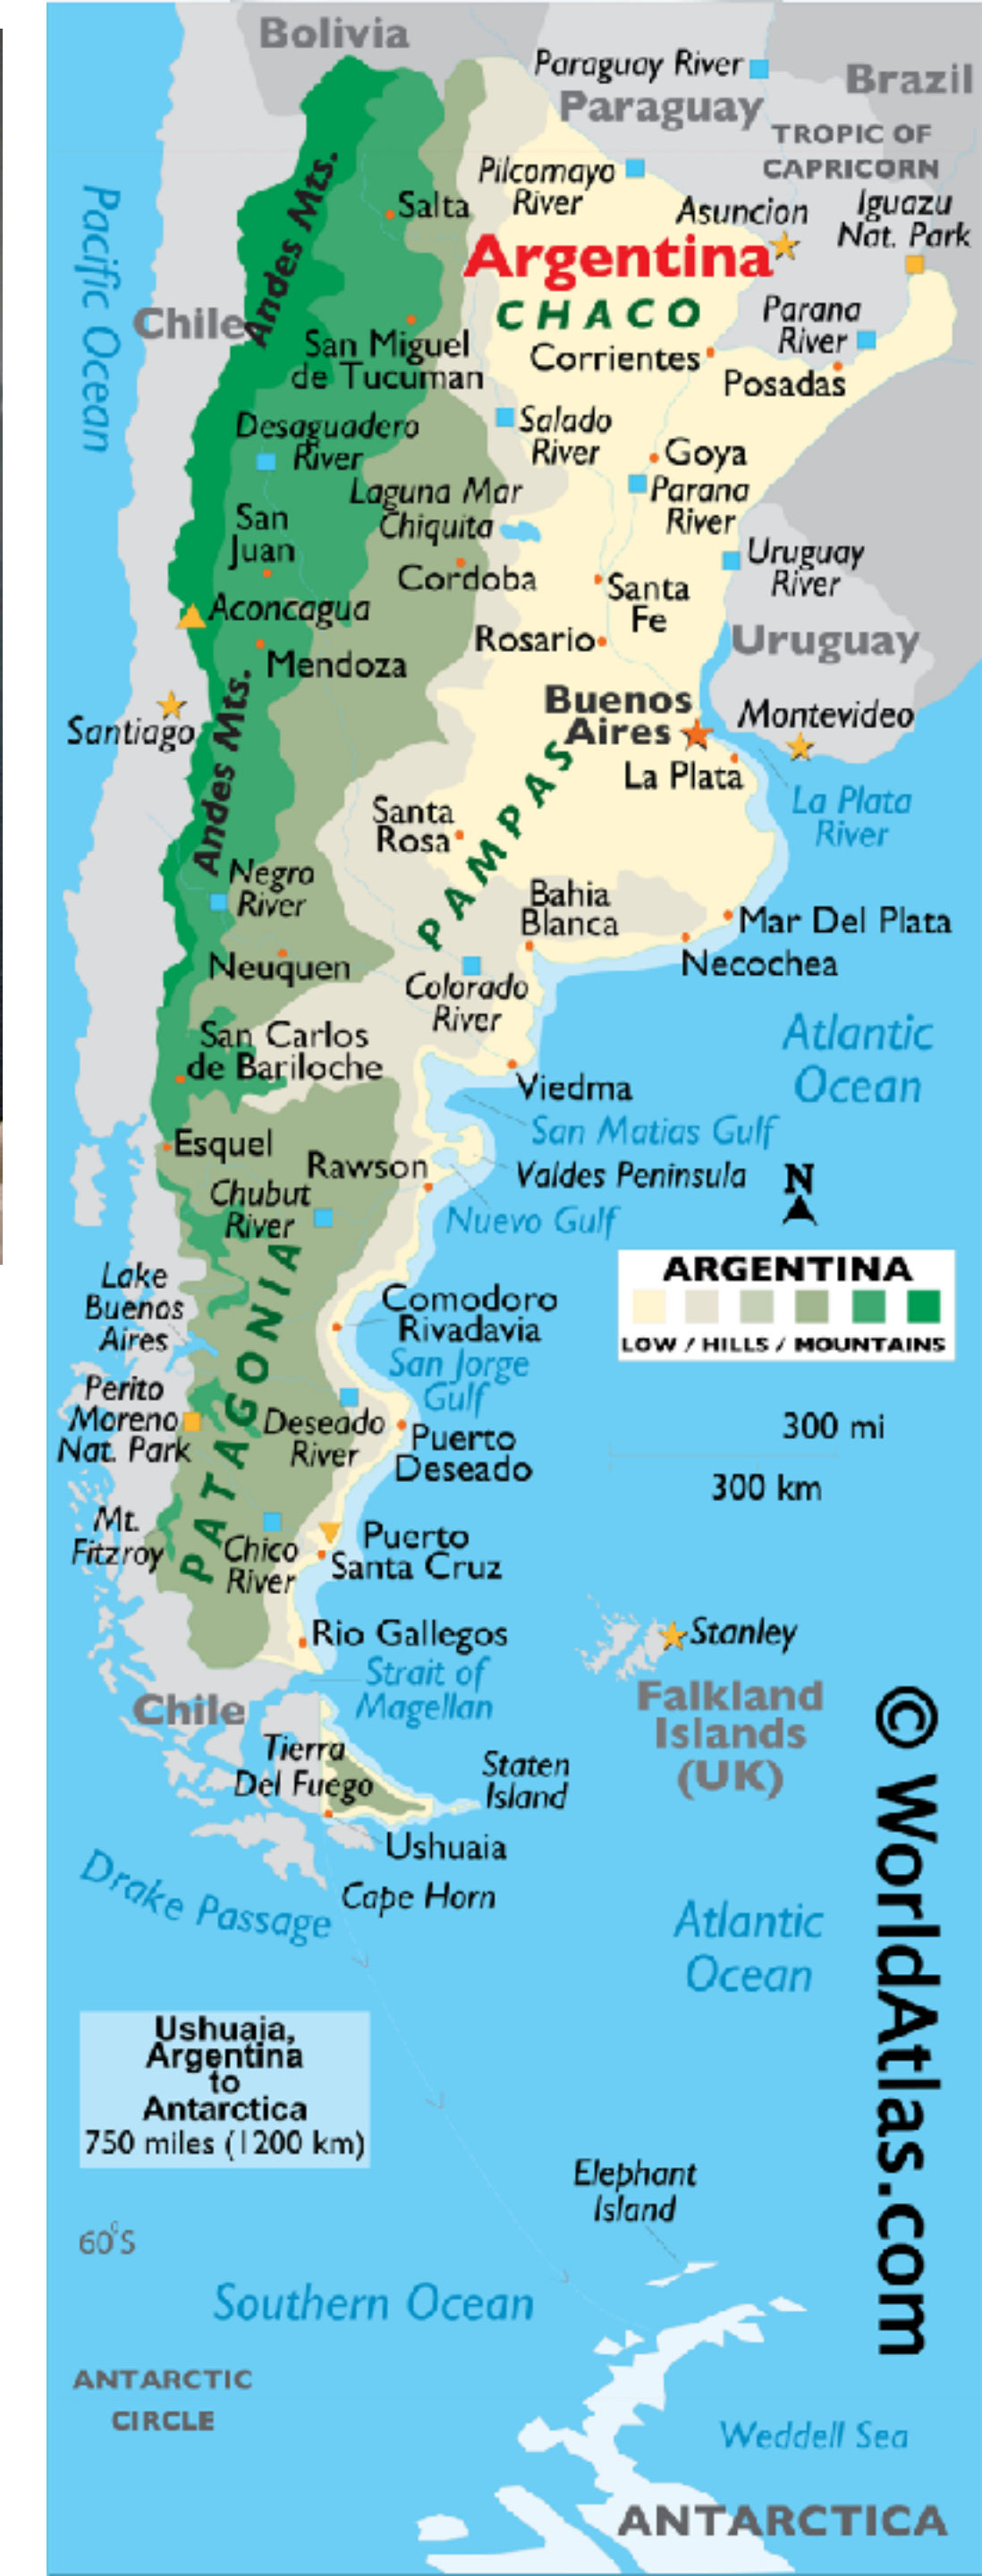 Bolivia
Paraguay River
Paraguay
Brazil
TROPIC OF
CAPRICORN
Pilcomayo
River
Asuncion
Iguazu
Nat. Park
Pacific Ocean
Andes Mts.
Salta
Argentina
CHACO
Chile
Parana
River
San Miguel
de Tucuman
Corrientes
Posadas
Desaguadero
River
Salado
River
Goya
Laguna Mar
Chiquita
Parana
River
San
Juan
Uruguay
River
Cordoba
Santa
Fe
Aconcagua
Rosario
Uruguay
Mendoza
Andes Mts.
Santiago
Buenos
Aires
Montevideo
La Plata
La Plata
River
Santa
Rosa
PAMPAS
Negro
River
Bahia
Blanca
Mar Del Plata
Neuquen
Necochea
Colorado
River
San Carlos
de Bariloche
Atlantic
Ocean
Viedma
San Matias Gulf
Esquel
Rawson
Valdes Peninsula
N
Chubut
River
Nuevo Gulf
PATAGONIA
ARGENTINA
LOW / HILLS / MOUNTAINS
Lake
Buenos
Aires
Comodoro
Rivadavia
San Jorge
Gulf
Perito
Moreno
Nat. Park
Deseado
River
Puerto
Deseado
300 mi
300 km
Mt.
Fitzroy
Chico
River
Puerto
Santa Cruz
Rio Gallegos
Stanley
Strait of
Magellan
Falkland
Islands
(UK)
Chile
Tierra
Del Fuego
Staten
Island
Ushuaia
Cape Horn
Drake Passage
Atlantic
Ocean
© WorldAtlas.com
Ushuaia,
Argentina
to
Antarctica
750 miles (1200 km)
Elephant
Island
60°S
Southern Ocean
ANTARCTIC
CIRCLE
Weddell Sea
ANTARCTICA